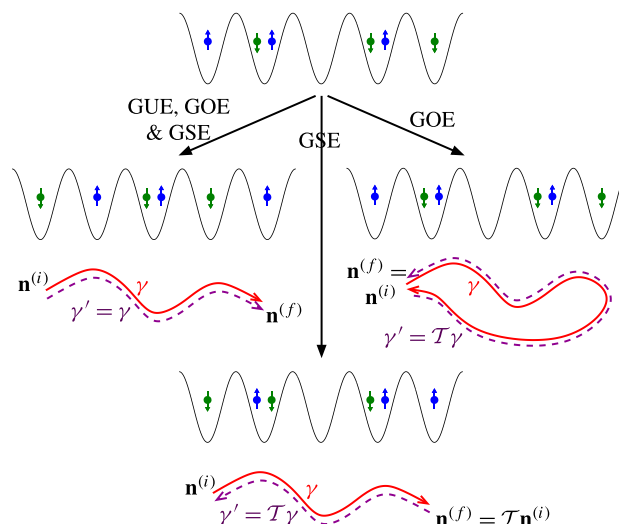 GUE, GOE
& GSE
GSE
GOE
n⁽ⁱ⁾
γ
γ′ = γ
n⁽ᶠ⁾
n⁽ᶠ⁾ =
n⁽ⁱ⁾
γ
γ′ = 𝒯γ
n⁽ⁱ⁾
γ
γ′ = 𝒯γ
n⁽ᶠ⁾ = 𝒯n⁽ⁱ⁾